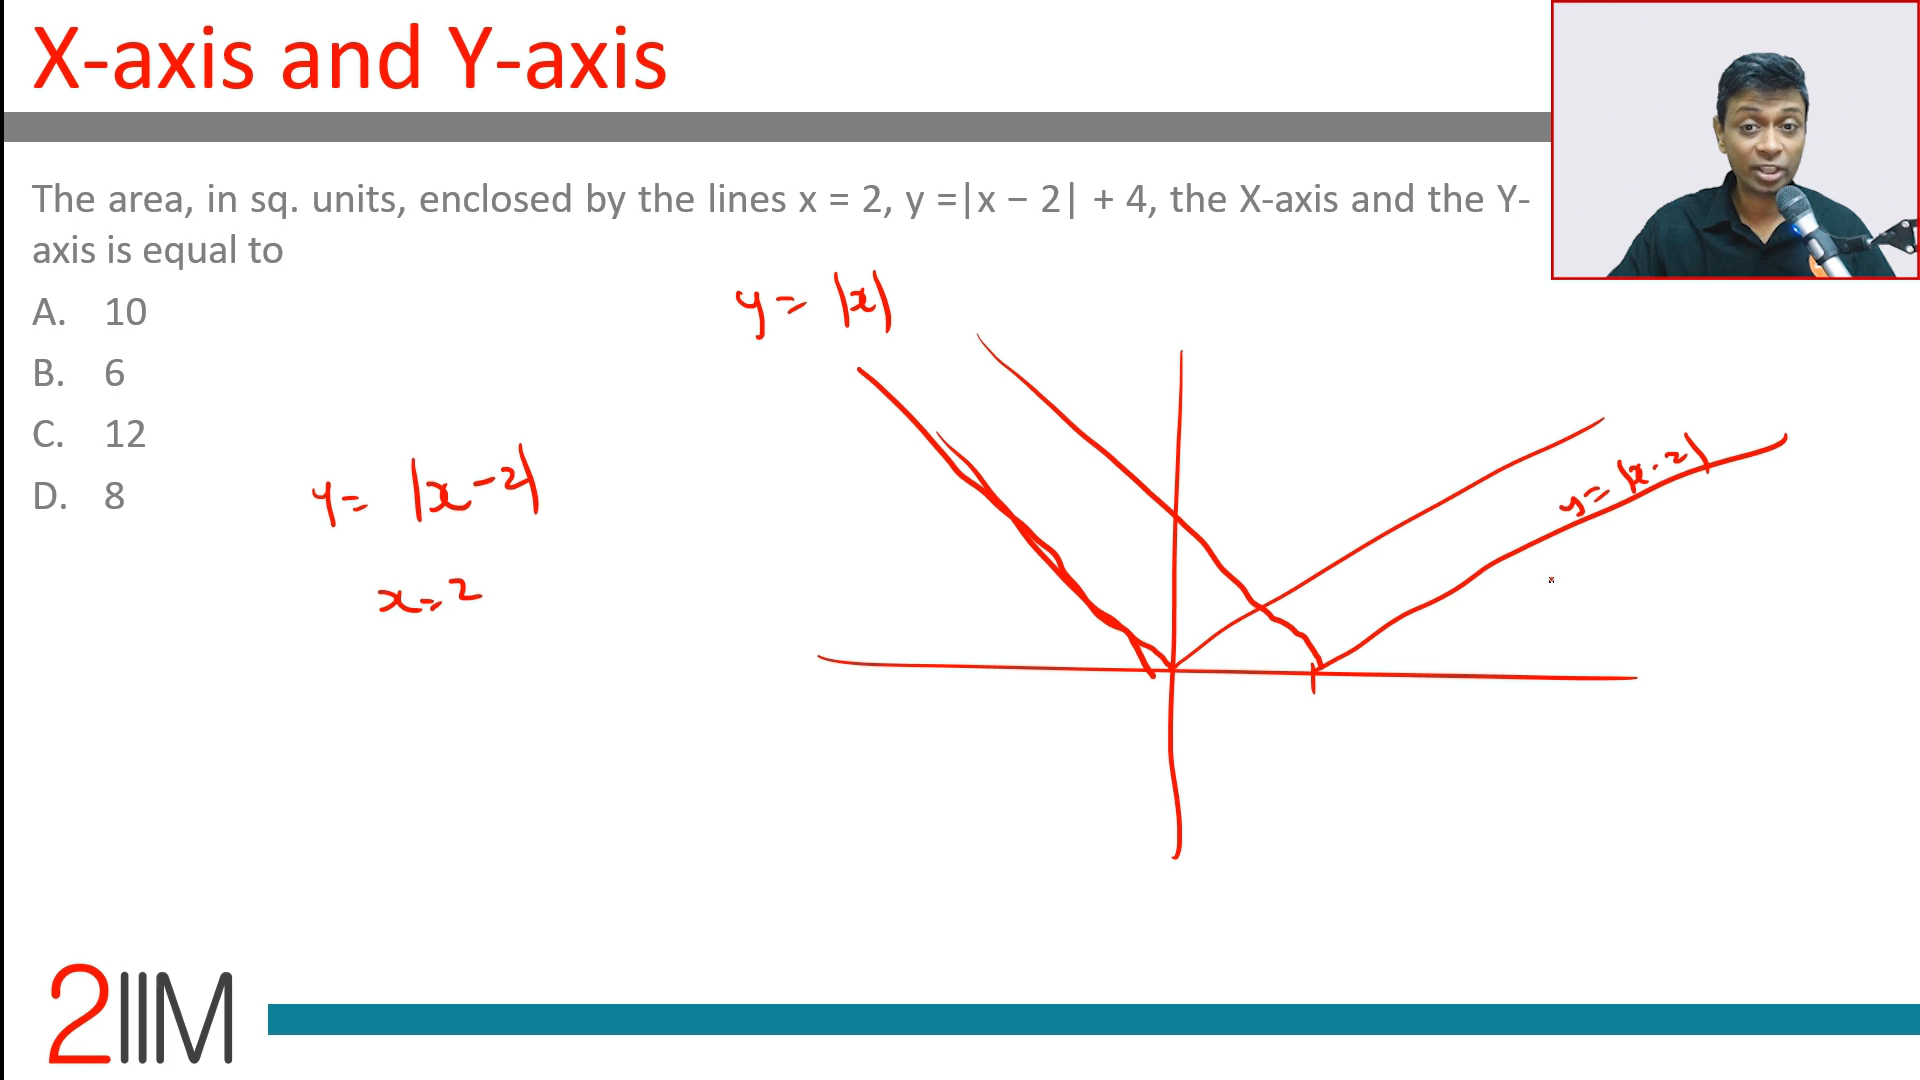 X-axis and Y-axis
The area, in sq. units, enclosed by the lines x = 2, y =|x − 2| + 4, the X-axis and the Y-
axis is equal to
A. 10
B. 6
C. 12
D. 8
y = |x|
y = |x - 2|
x = 2
y = |x - 2|
2IIM